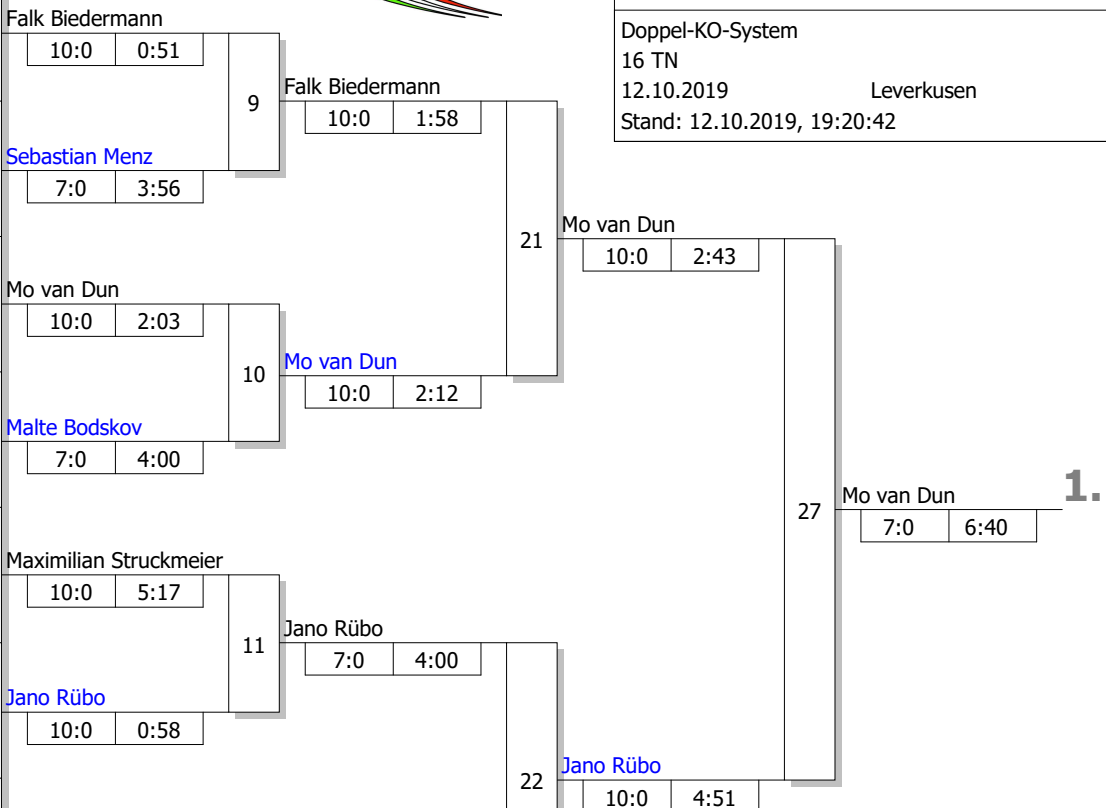 Falk Biedermann
10:0 0:51
Doppel-KO-System
16 TN
12.10.2019 Leverkusen
Stand: 12.10.2019, 19:20:42
9
Falk Biedermann
10:0 1:58
Sebastian Menz
7:0 3:56
21
Mo van Dun
10:0 2:43
Mo van Dun
10:0 2:03
10
Mo van Dun
10:0 2:12
Malte Bodskov
7:0 4:00
27
Mo van Dun
7:0 6:40
1.
Maximilian Struckmeier
10:0 5:17
11
Jano Rübo
7:0 4:00
Jano Rübo
10:0 0:58
22
Jano Rübo
10:0 4:51